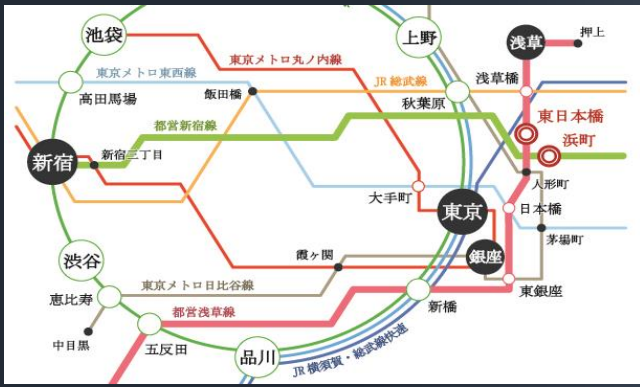 池袋
上野
浅草
押上
東京メトロ丸ノ内線
東京メトロ東西線
JR 総武線
浅草橋
高田馬場
飯田橋
秋葉原
東日本橋
都営新宿線
浜町
新宿
新宿三丁目
人形町
大手町
東京
日本橋
茅場町
渋谷
霞ヶ関
銀座
東京メトロ日比谷線
東銀座
恵比寿
都営浅草線
新橋
中目黒
五反田
品川
JR 横須賀・総武線快速